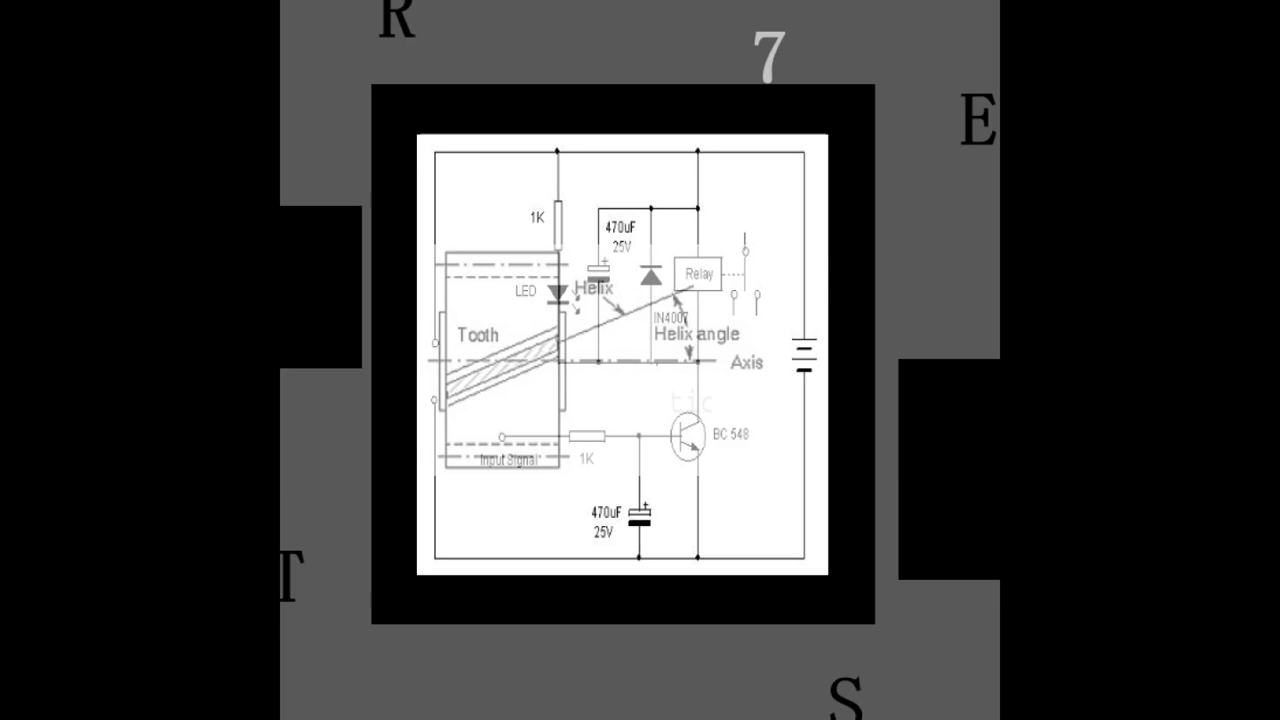 R
7
E
1K
470uF
25V
Relay
LED
Helix
IN4007
Tooth
Helix angle
Axis
tic
BC 548
Input Signal
1K
470uF
25V
T
S